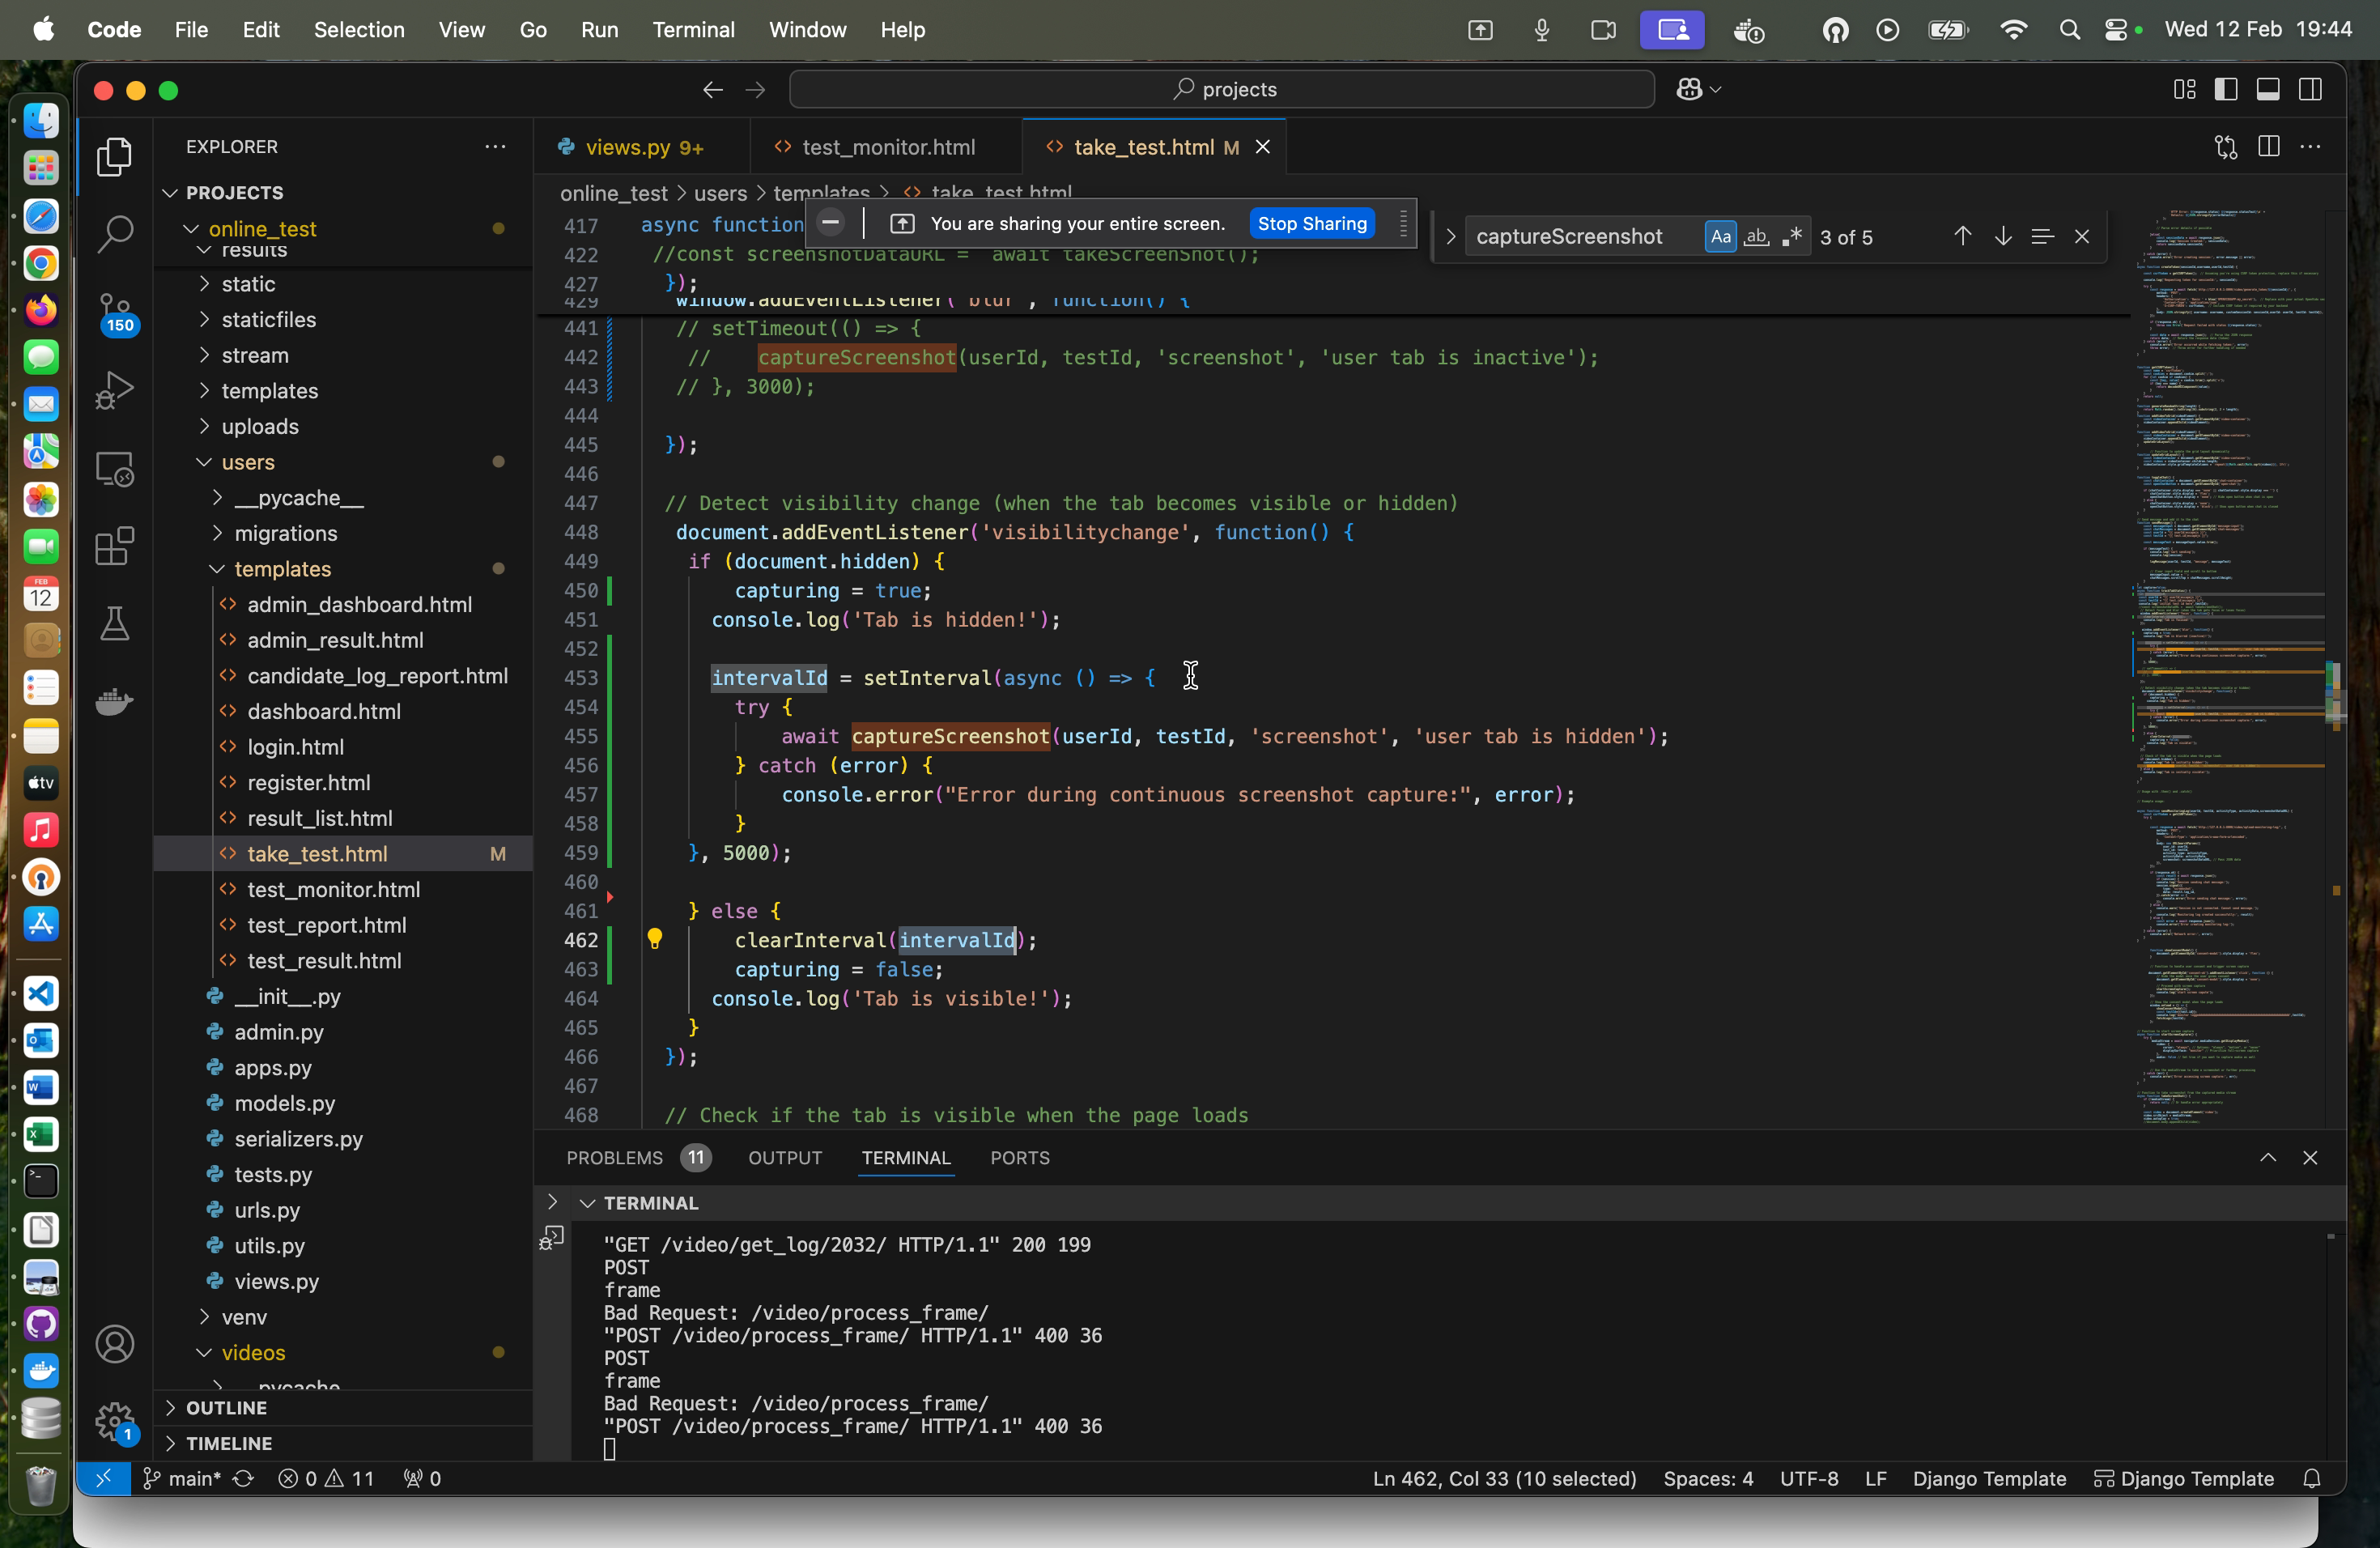 Code File Edit Selection View Go Run Terminal Window Help Wed 12 Feb 19:44
projects
EXPLORER
PROJECTS
online_test
results
static
staticfiles
stream
templates
uploads
users
__pycache__
migrations
templates
admin_dashboard.html
admin_result.html
candidate_log_report.html
dashboard.html
login.html
register.html
result_list.html
take_test.html M
test_monitor.html
test_report.html
test_result.html
__init__.py
admin.py
apps.py
models.py
serializers.py
tests.py
urls.py
utils.py
views.py
venv
videos
__pycache__
OUTLINE
TIMELINE
150
1
FEB
12
tv
views.py 9+ test_monitor.html take_test.html M
online_test > users > templates > take_test.html
You are sharing your entire screen. Stop Sharing
captureScreenshot Aa ab 3 of 5
417 async function
422 //const screenshotDataURL = await takeScreenShot();
427 });
429 window.addEventListener('blur', function() {
441 // setTimeout(() => {
442 // captureScreenshot(userId, testId, 'screenshot', 'user tab is inactive');
443 // }, 3000);
444
445 });
446
447 // Detect visibility change (when the tab becomes visible or hidden)
448 document.addEventListener('visibilitychange', function() {
449 if (document.hidden) {
450 capturing = true;
451 console.log('Tab is hidden!');
452
453 intervalId = setInterval(async () => {
454 try {
455 await captureScreenshot(userId, testId, 'screenshot', 'user tab is hidden');
456 } catch (error) {
457 console.error("Error during continuous screenshot capture:", error);
458 }
459 }, 5000);
460
461 } else {
462 clearInterval(intervalId);
463 capturing = false;
464 console.log('Tab is visible!');
465 }
466 });
467
468 // Check if the tab is visible when the page loads
PROBLEMS 11 OUTPUT TERMINAL PORTS
TERMINAL
"GET /video/get_log/2032/ HTTP/1.1" 200 199
POST
frame
Bad Request: /video/process_frame/
"POST /video/process_frame/ HTTP/1.1" 400 36
POST
frame
Bad Request: /video/process_frame/
"POST /video/process_frame/ HTTP/1.1" 400 36
main* 0 11 0 Ln 462, Col 33 (10 selected) Spaces: 4 UTF-8 LF Django Template Django Template